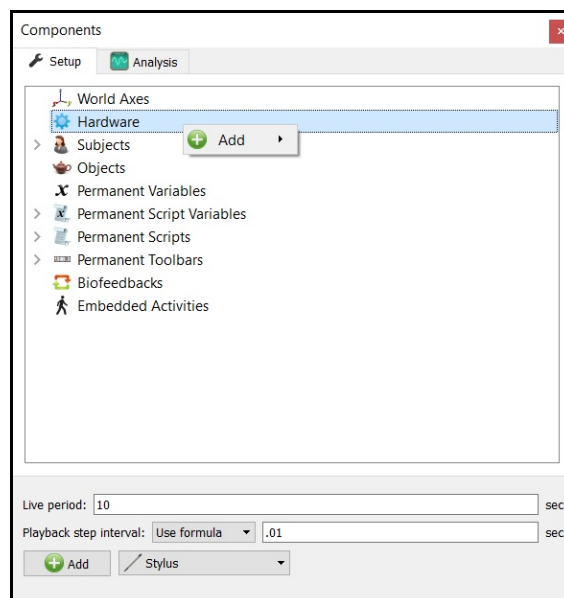 Components
Setup Analysis
World Axes
Hardware
Add
Subjects
Objects
x Permanent Variables
x Permanent Script Variables
Permanent Scripts
Permanent Toolbars
Biofeedbacks
Embedded Activities
Live period: 10 sec
Playback step interval: Use formula .01 sec
Add Stylus